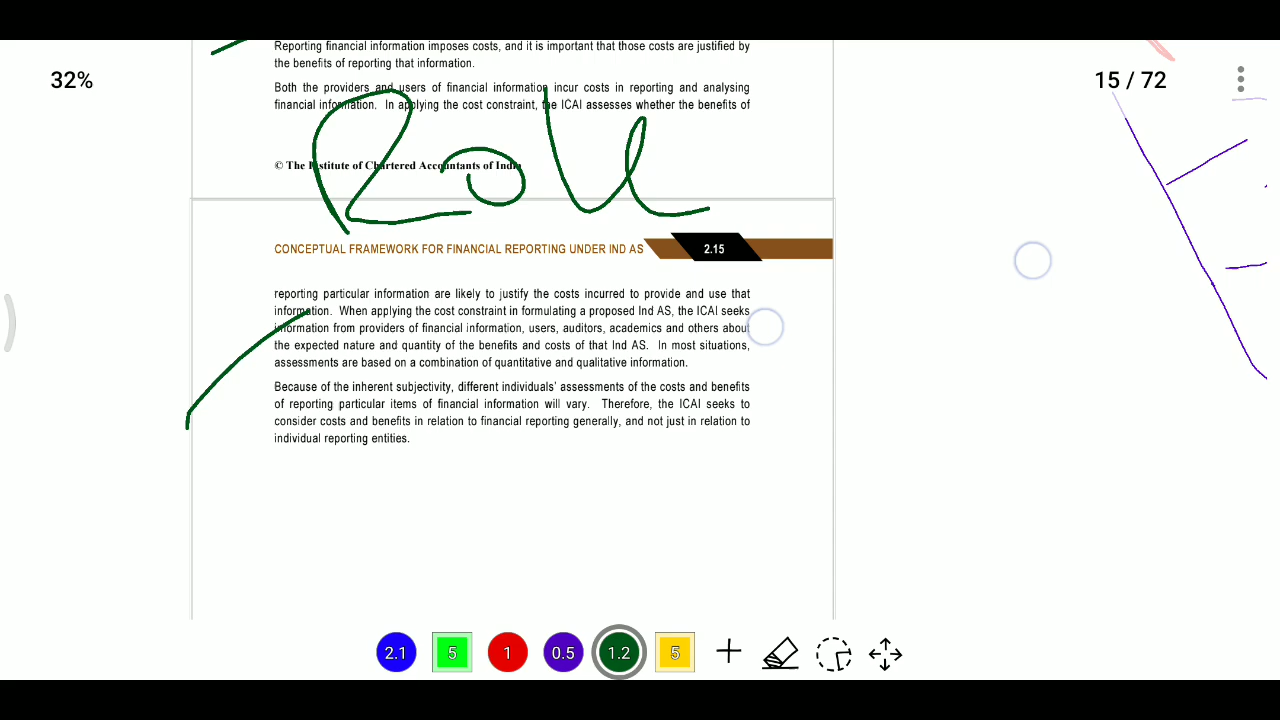 Reporting financial information imposes costs, and it is important that those costs are justified by
32%
15 / 72
the benefits of reporting that information.
Both the providers and users of financial information incur costs in reporting and analysing
financial information. In applying the cost constraint, the ICAI assesses whether the benefits of
© The Institute of Chartered Accountants of India
CONCEPTUAL FRAMEWORK FOR FINANCIAL REPORTING UNDER IND AS 2.15
reporting particular information are likely to justify the costs incurred to provide and use that
information. When applying the cost constraint in formulating a proposed Ind AS, the ICAI seeks
information from providers of financial information, users, auditors, academics and others about
the expected nature and quantity of the benefits and costs of that Ind AS. In most situations,
assessments are based on a combination of quantitative and qualitative information.
Because of the inherent subjectivity, different individuals' assessments of the costs and benefits
of reporting particular items of financial information will vary. Therefore, the ICAI seeks to
consider costs and benefits in relation to financial reporting generally, and not just in relation to
individual reporting entities.
2.1 5 1 0.5 1.2 5